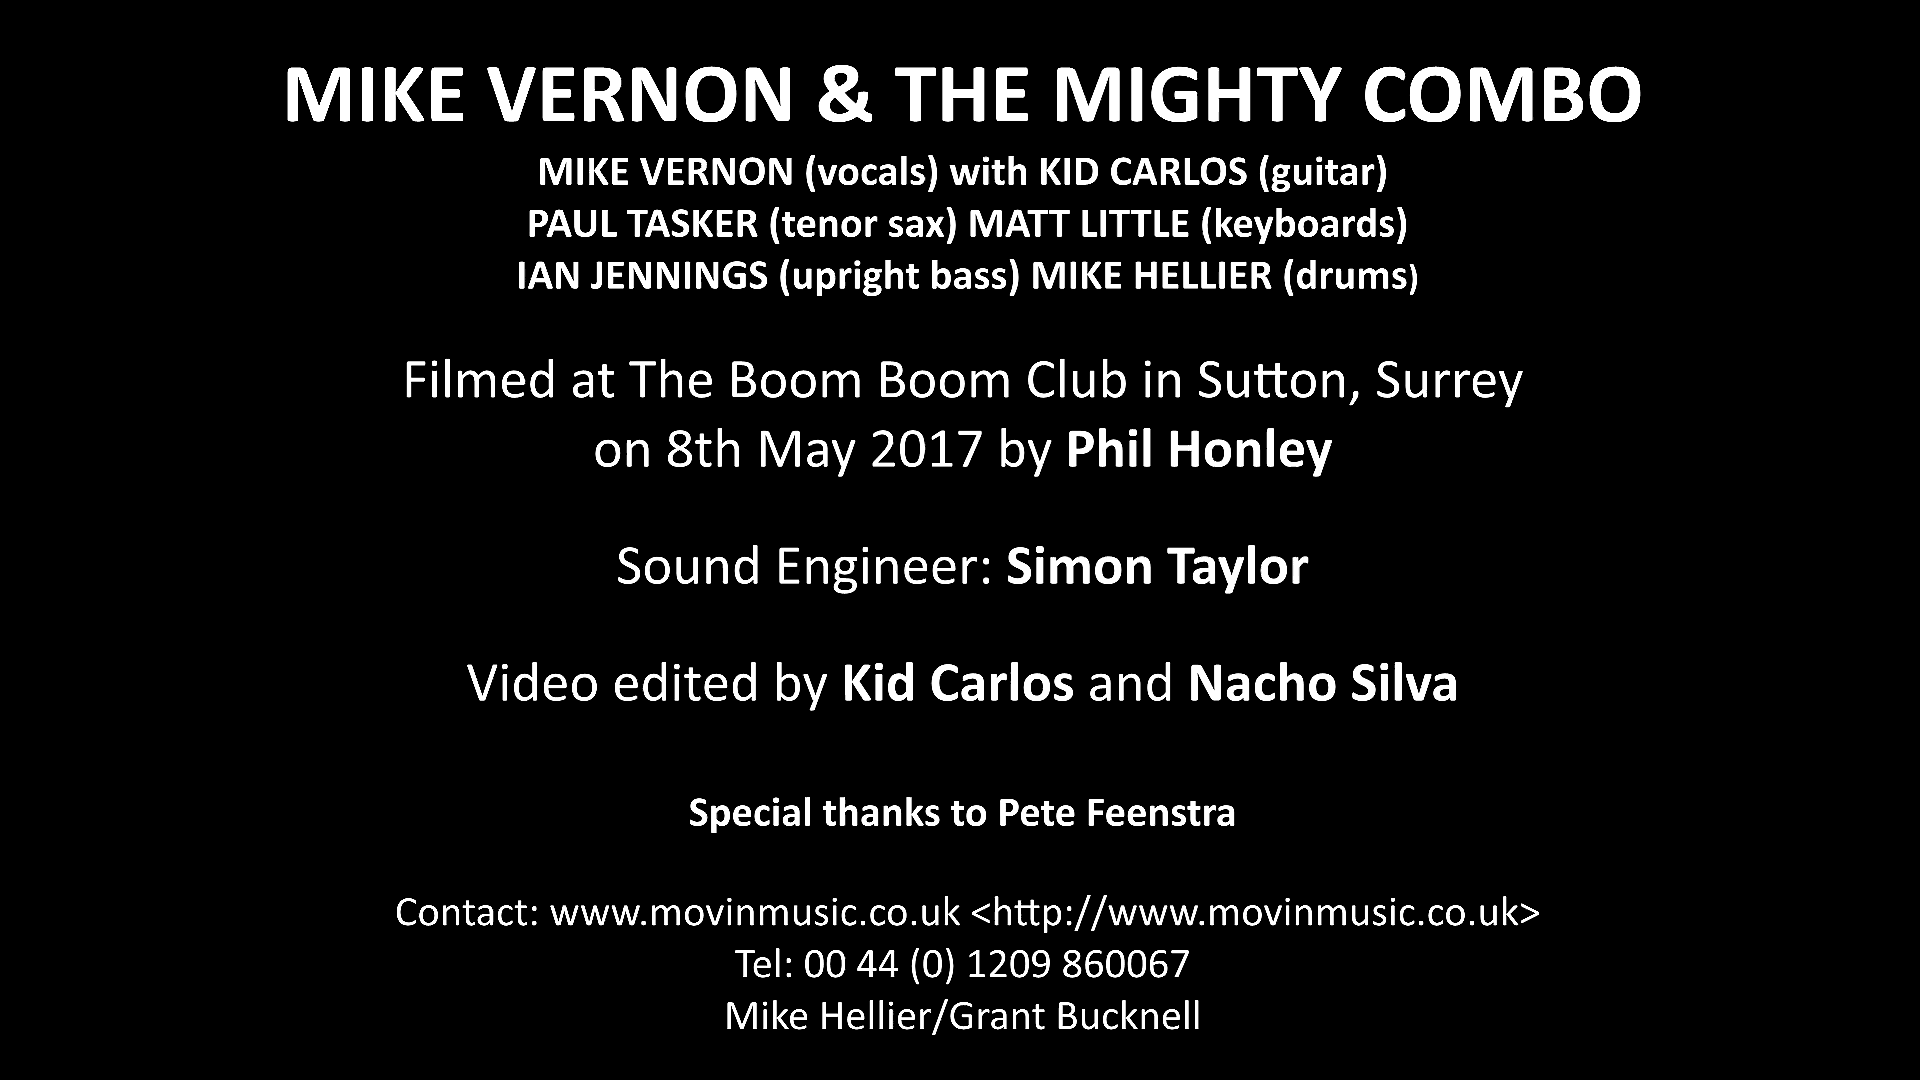 MIKE VERNON & THE MIGHTY COMBO
MIKE VERNON (vocals) with KID CARLOS (guitar)
PAUL TASKER (tenor sax) MATT LITTLE (keyboards)
IAN JENNINGS (upright bass) MIKE HELLIER (drums)
Filmed at The Boom Boom Club in Sutton, Surrey
on 8th May 2017 by Phil Honley
Sound Engineer: Simon Taylor
Video edited by Kid Carlos and Nacho Silva
Special thanks to Pete Feenstra
Contact: www.movinmusic.co.uk <http://www.movinmusic.co.uk>
Tel: 00 44 (0) 1209 860067
Mike Hellier/Grant Bucknell